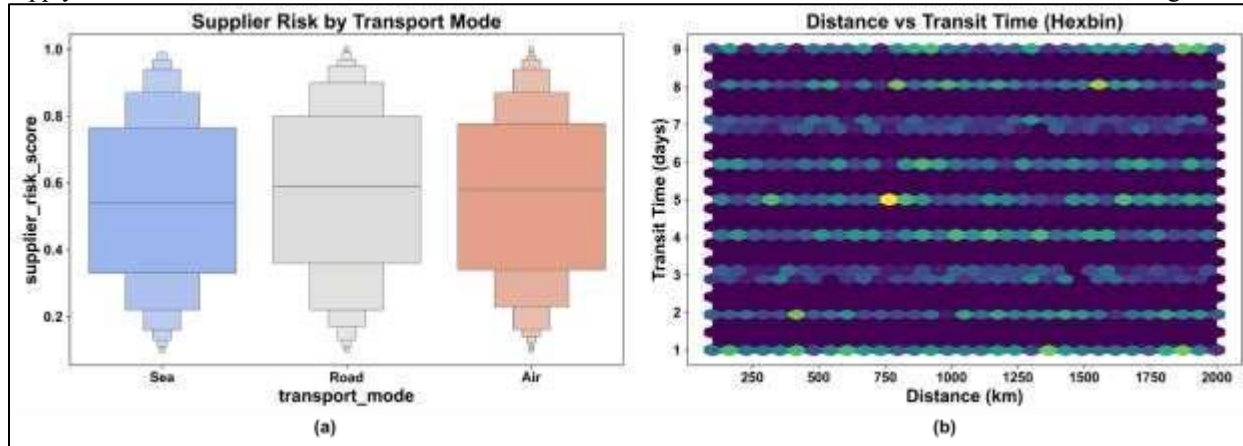 Supplier Risk by Transport Mode
supplier_risk_score
1.0
0.8
0.6
0.4
0.2
Sea Road Air
transport_mode
(a)
Distance vs Transit Time (Hexbin)
Transit Time (days)
9
8
7
6
5
4
3
2
1
250 500 750 1000 1250 1500 1750 2000
Distance (km)
(b)